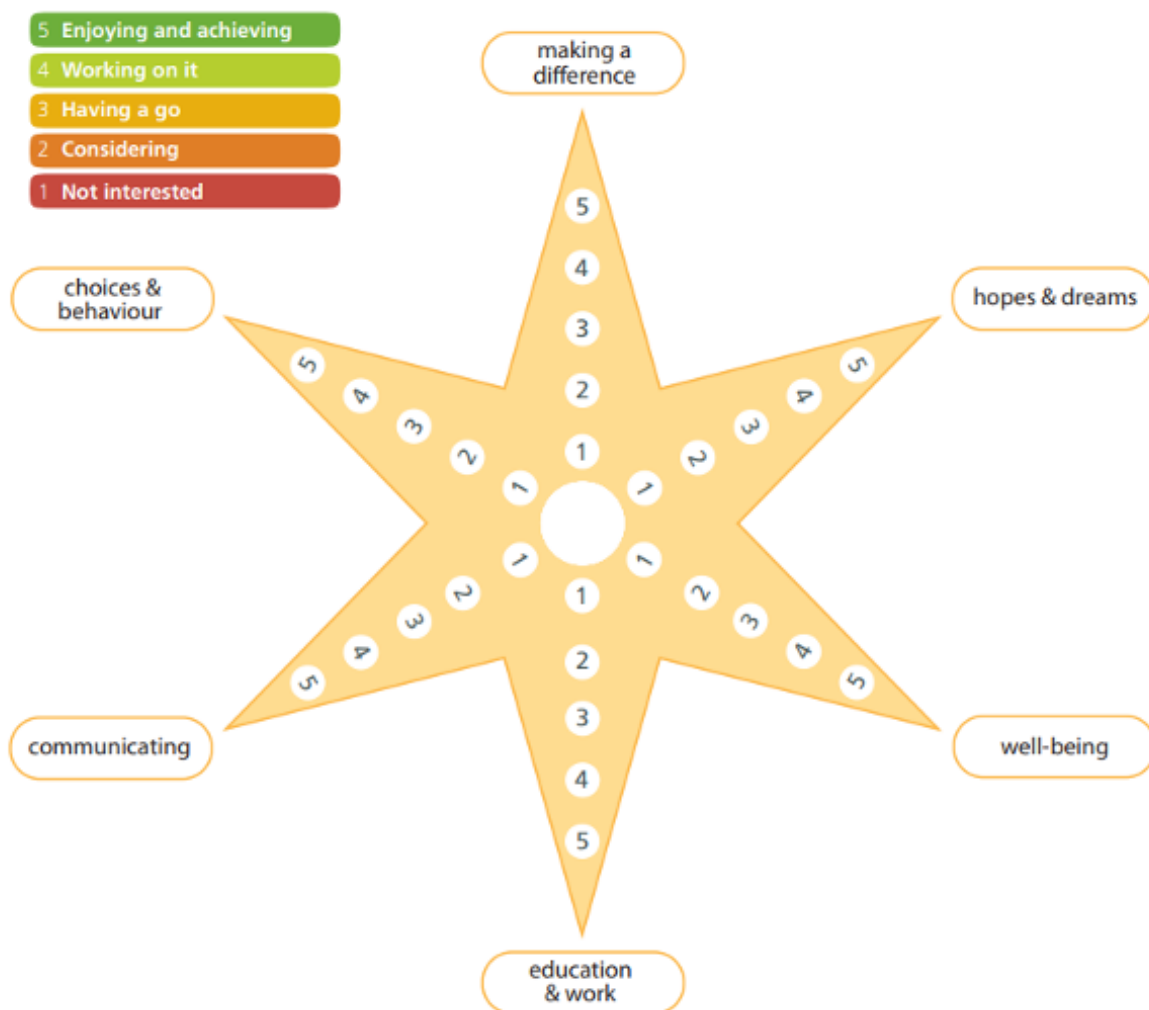 5 Enjoying and achieving
4 Working on it
3 Having a go
2 Considering
1 Not interested
making a
difference
choices &
behaviour
hopes & dreams
5
4
3
2
1
5
4
3
2
1
5
4
3
2
1
1
2
3
4
5
1
2
3
4
5
1
2
3
4
5
communicating
well-being
education
& work